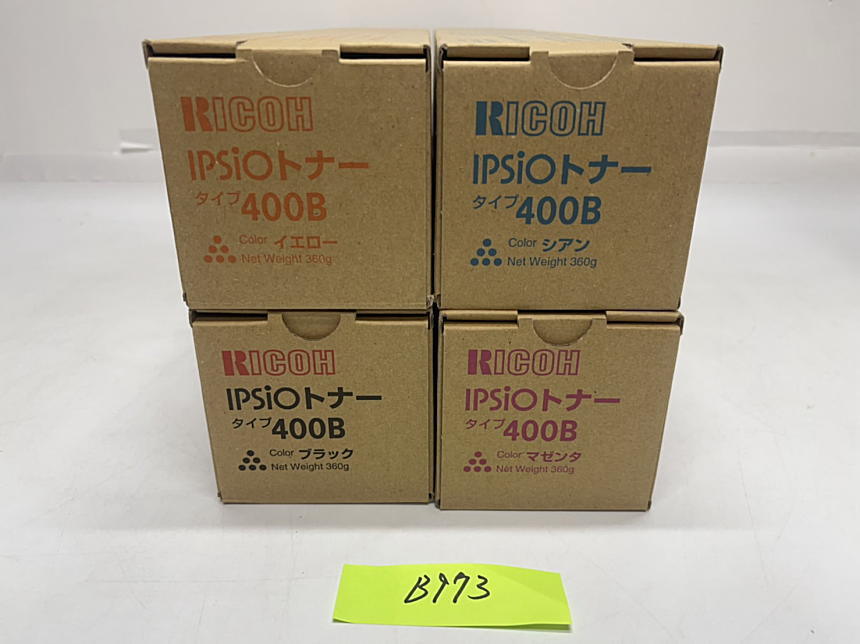 RICOH
IPSiOトナー
タイプ400B
Color イエロー
Net Weight 360g
RICOH
IPSiOトナー
タイプ400B
Color シアン
Net Weight 360g
RICOH
IPSiOトナー
タイプ400B
Color ブラック
Net Weight 360g
RICOH
IPSiOトナー
タイプ400B
Color マゼンタ
Net Weight 360g
B973